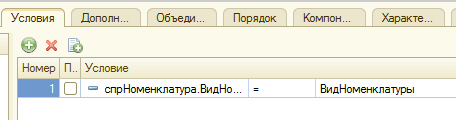 Условия Дополн... Объеди... Порядок Компон... Характе...
Номер П... Условие
1 спрНоменклатура.ВидНо... = ВидНоменклатуры